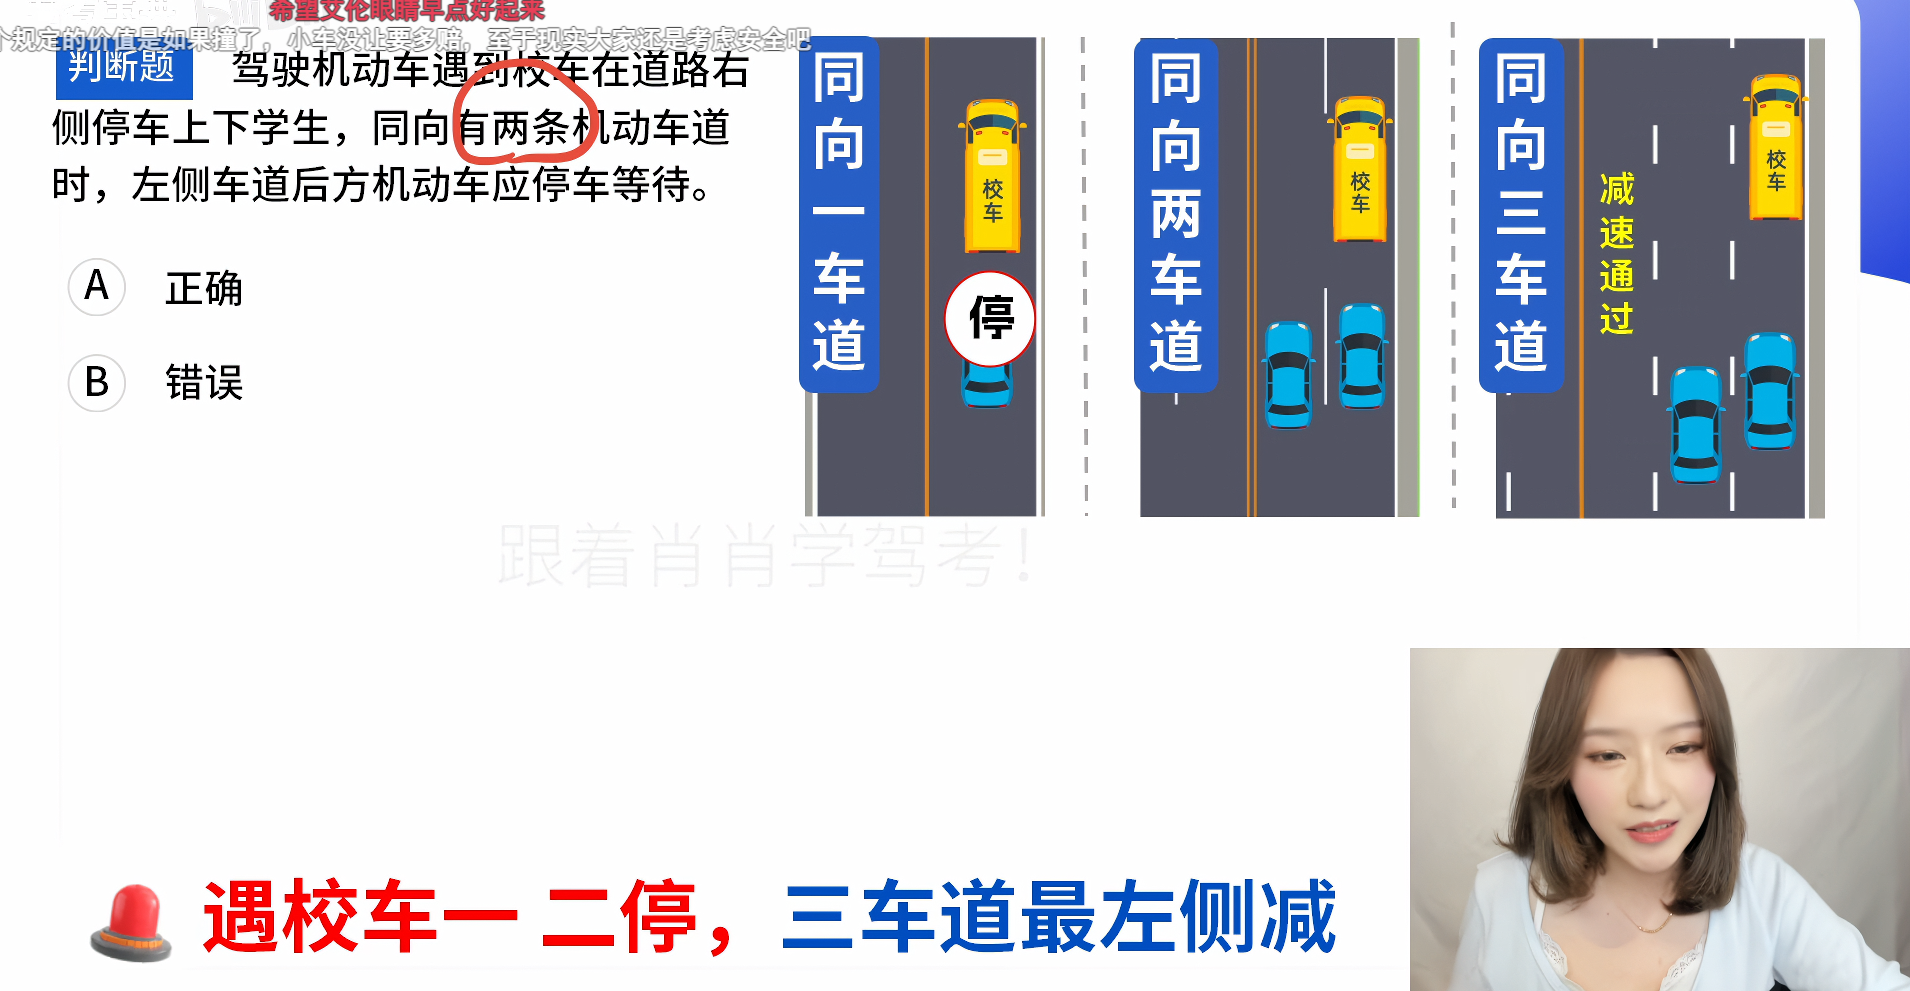 希望艾伦眼睛早点好起来
个规定的价值是如果撞了，小车没让要多赔，至于现实大家还是考虑安全吧
判断题 驾驶机动车遇到校车在道路右
侧停车上下学生，同向有两条机动车道
时，左侧车道后方机动车应停车等待。
A 正确
B 错误
同向一车道
校车
停
同向两车道
校车
同向三车道
减速通过
校车
跟着肖肖学驾考！
遇校车一 二停，三车道最左侧减